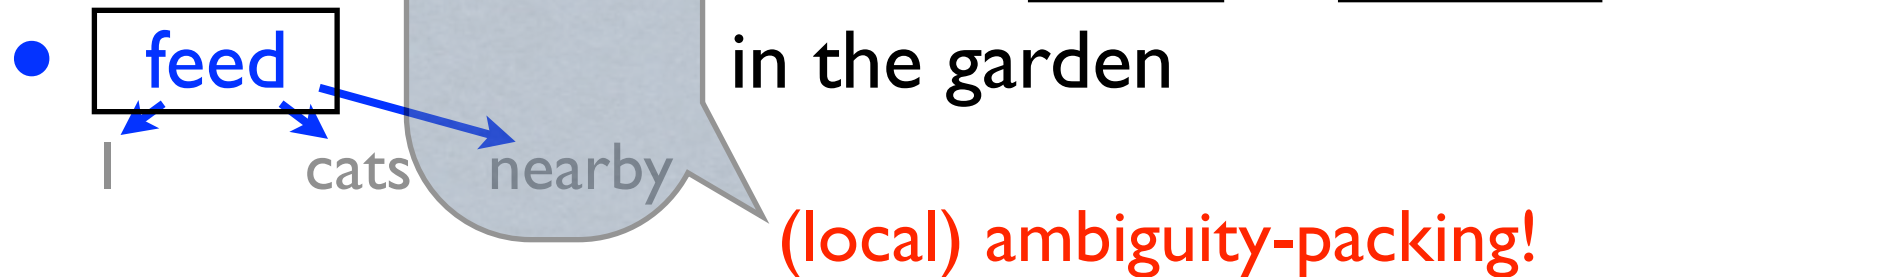 • feed in the garden
I cats nearby
(local) ambiguity-packing!